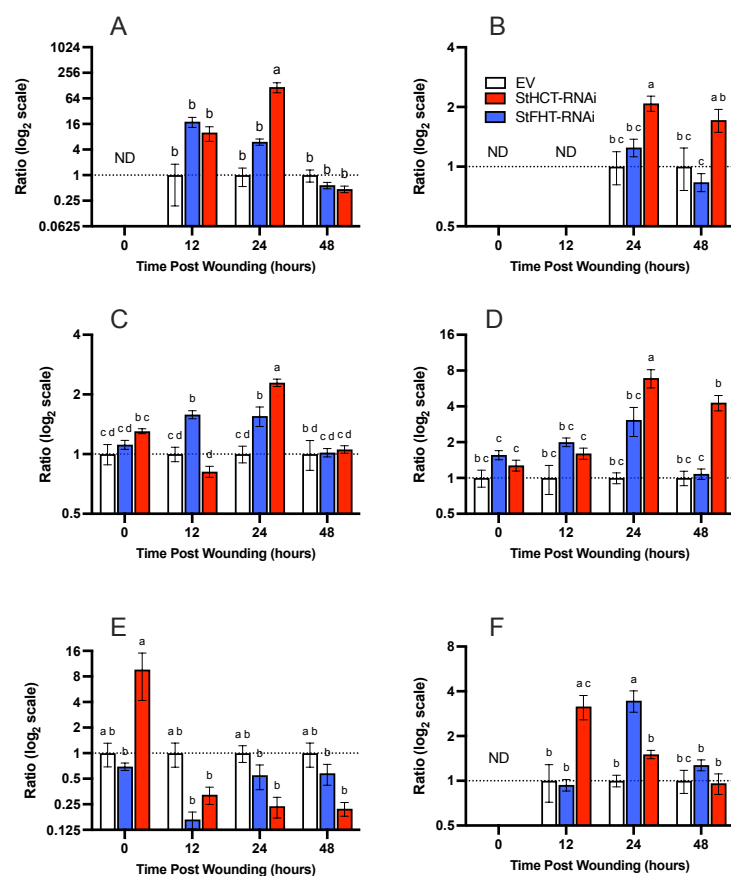 A
Ratio (log2 scale)
1024
256
64
16
4
1
0.25
0.0625
ND
b b b
b b a
b b b
0 12 24 48
Time Post Wounding (hours)
B
Ratio (log2 scale)
4
2
1
0.5
EV
StHCT-RNAi
StFHT-RNAi
ND ND
b c b c a
b c c a b
0 12 24 48
Time Post Wounding (hours)
C
Ratio (log2 scale)
4
2
1
0.5
c d c d b c
c d b d
c d b a
b d c d c d
0 12 24 48
Time Post Wounding (hours)
D
Ratio (log2 scale)
16
8
4
2
1
0.5
b c c c
b c c c
b c b c a
b c c b
0 12 24 48
Time Post Wounding (hours)
E
Ratio (log2 scale)
16
8
4
2
1
0.5
0.25
0.125
a b b a
a b b b
a b b b
a b b b
0 12 24 48
Time Post Wounding (hours)
F
Ratio (log2 scale)
8
4
2
1
0.5
ND
b b a c
b a b
b c b b
0 12 24 48
Time Post Wounding (hours)